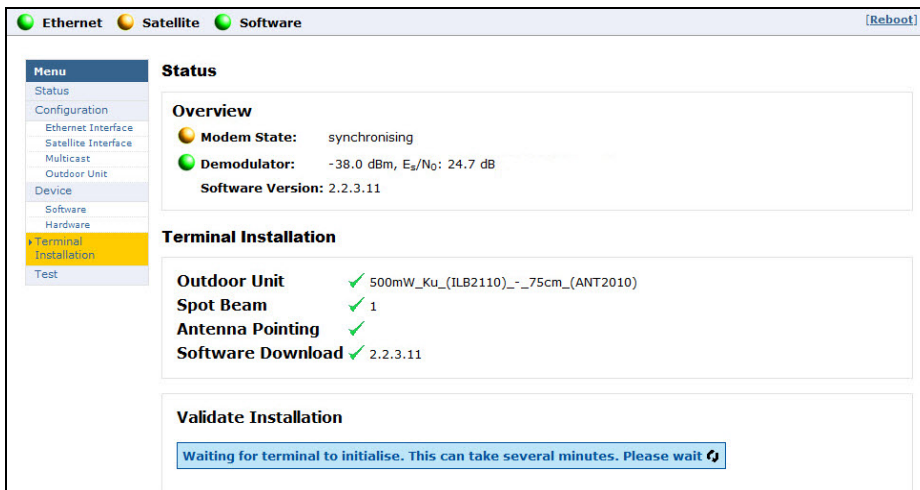 Ethernet Satellite Software [Reboot]
Menu
Status
Configuration
Ethernet Interface
Satellite Interface
Multicast
Outdoor Unit
Device
Software
Hardware
Terminal
Installation
Test
Status
Overview
Modem State: synchronising
Demodulator: -38.0 dBm, Es/N0: 24.7 dB
Software Version: 2.2.3.11
Terminal Installation
Outdoor Unit ✓ 500mW_Ku_(ILB2110)_-_75cm_(ANT2010)
Spot Beam ✓ 1
Antenna Pointing ✓
Software Download ✓ 2.2.3.11
Validate Installation
Waiting for terminal to initialise. This can take several minutes. Please wait